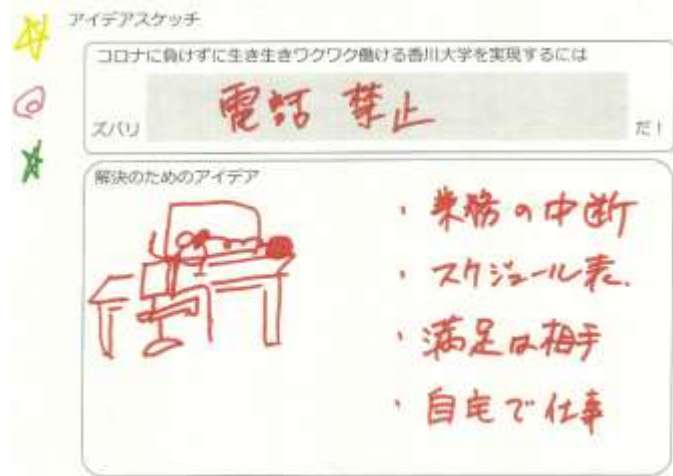 アイデアスケッチ
コロナに負けずに生き生きワクワク働ける香川大学を実現するには
ズバリ 電話 禁止 だ!
解決のためのアイデア
・業務の中断
・スケジュール表.
・満足は相手
・自宅で仕事